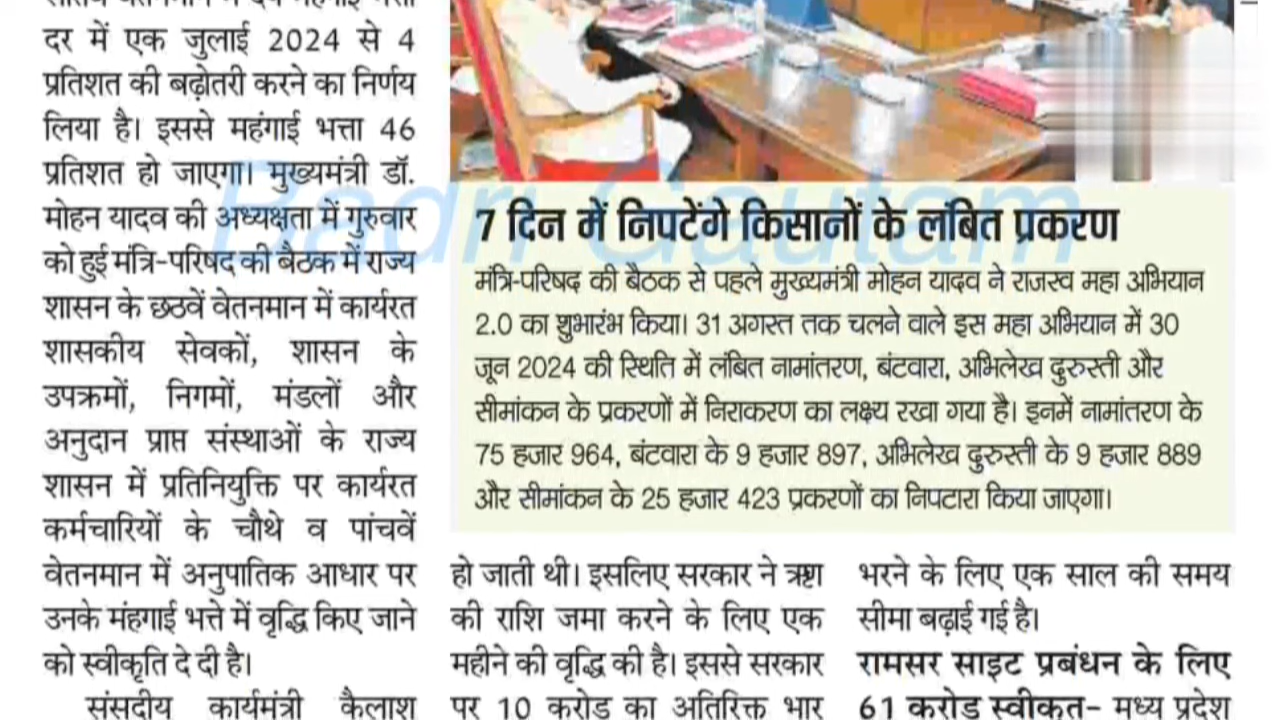 दर में एक जुलाई 2024 से 4
प्रतिशत की बढ़ोतरी करने का निर्णय
लिया है। इससे महंगाई भत्ता 46
प्रतिशत हो जाएगा। मुख्यमंत्री डॉ.
मोहन यादव की अध्यक्षता में गुरुवार
को हुई मंत्रि-परिषद की बैठक में राज्य
शासन के छठवें वेतनमान में कार्यरत
शासकीय सेवकों, शासन के
उपक्रमों, निगमों, मंडलों और
अनुदान प्राप्त संस्थाओं के राज्य
शासन में प्रतिनियुक्ति पर कार्यरत
कर्मचारियों के चौथे व पांचवें
वेतनमान में अनुपातिक आधार पर
उनके मंहगाई भत्ते में वृद्धि किए जाने
को स्वीकृति दे दी है।
संसदीय कार्यमंत्री कैलाश
7 दिन में निपटेंगे किसानों के लंबित प्रकरण
मंत्रि-परिषद की बैठक से पहले मुख्यमंत्री मोहन यादव ने राजस्व महा अभियान
2.0 का शुभारंभ किया। 31 अगस्त तक चलने वाले इस महा अभियान में 30
जून 2024 की स्थिति में लंबित नामांतरण, बंटवारा, अभिलेख दुरुस्ती और
सीमांकन के प्रकरणों में निराकरण का लक्ष्य रखा गया है। इनमें नामांतरण के
75 हजार 964, बंटवारा के 9 हजार 897, अभिलेख दुरुस्ती के 9 हजार 889
और सीमांकन के 25 हजार 423 प्रकरणों का निपटारा किया जाएगा।
हो जाती थी। इसलिए सरकार ने
की राशि जमा करने के लिए एक
महीने की वृद्धि की है। इससे सरकार
पर 10 करोड का अतिरिक्त भार
भरने के लिए एक साल की समय
सीमा बढ़ाई गई है।
रामसर साइट प्रबंधन के लिए
61 करोड स्वीकृत- मध्य प्रदेश
Badri Gautam